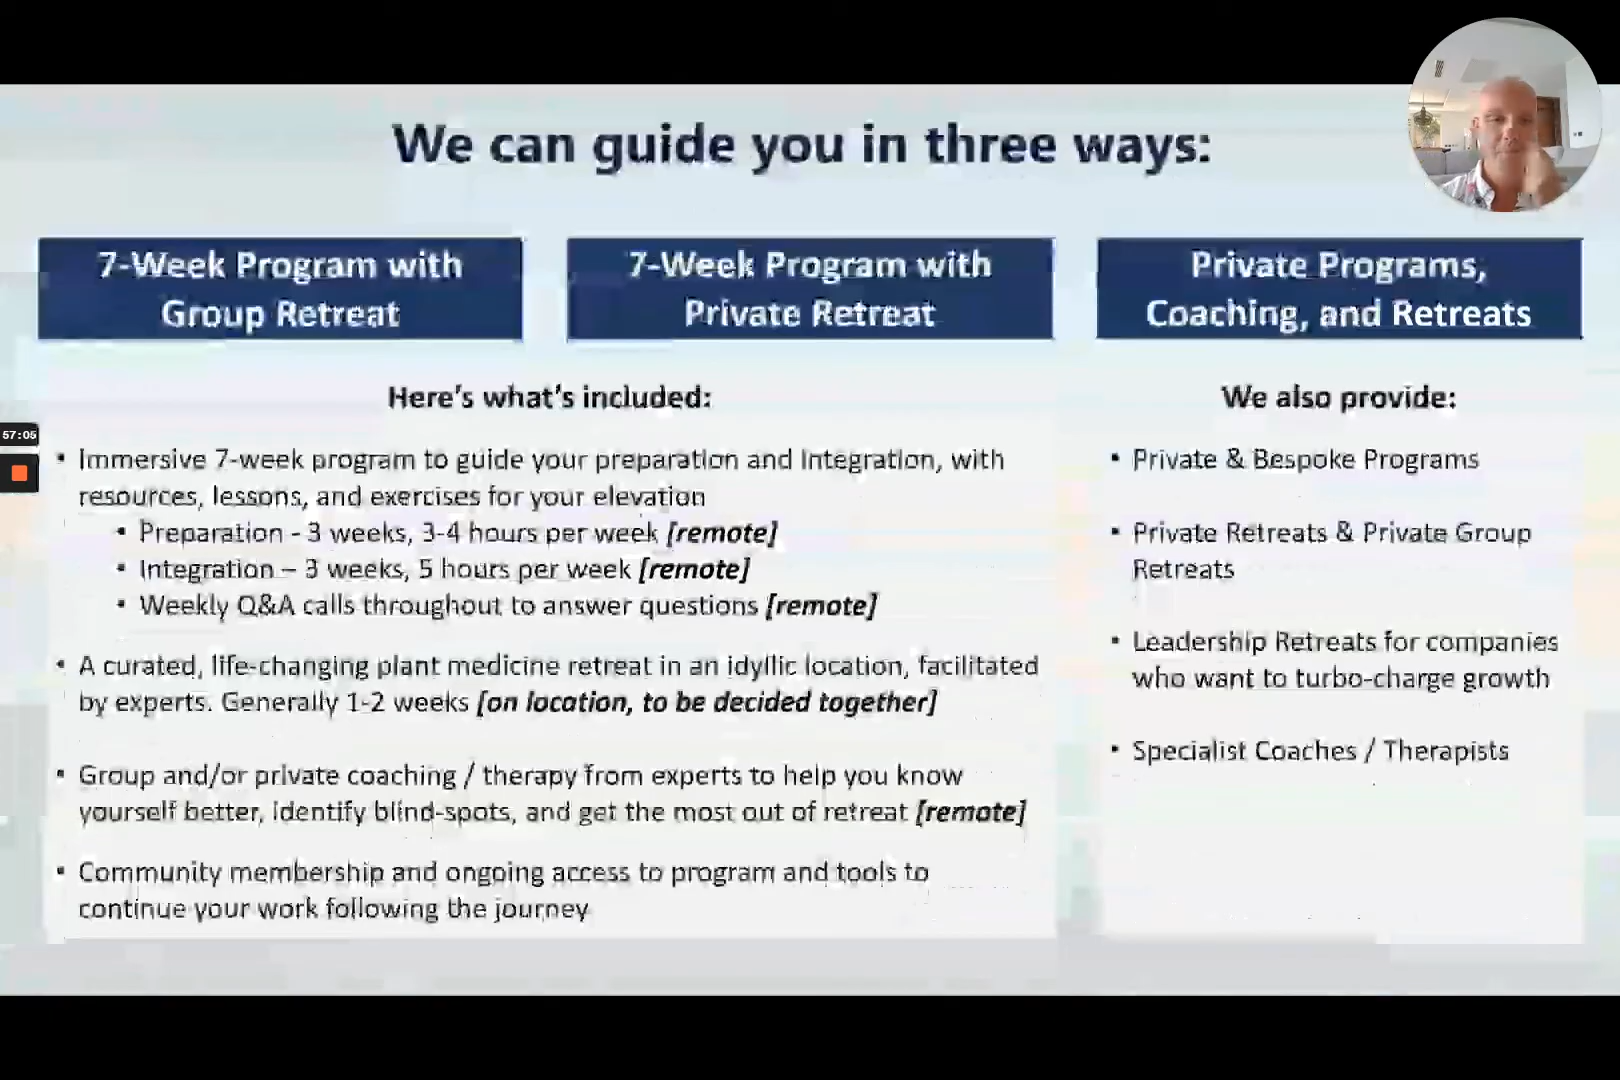 We can guide you in three ways:
7-Week Program with
Group Retreat
7-Week Program with
Private Retreat
Private Programs,
Coaching, and Retreats
Here's what's included:
• Immersive 7-week program to guide your preparation and integration, with
resources, lessons, and exercises for your elevation
• Preparation - 3 weeks, 3-4 hours per week [remote]
• Integration – 3 weeks, 5 hours per week [remote]
• Weekly Q&A calls throughout to answer questions [remote]
• A curated, life-changing plant medicine retreat in an idyllic location, facilitated
by experts. Generally 1-2 weeks [on location, to be decided together]
• Group and/or private coaching / therapy from experts to help you know
yourself better, identify blind-spots, and get the most out of retreat [remote]
• Community membership and ongoing access to program and tools to
continue your work following the journey
We also provide:
• Private & Bespoke Programs
• Private Retreats & Private Group
Retreats
• Leadership Retreats for companies
who want to turbo-charge growth
• Specialist Coaches / Therapists
57:05